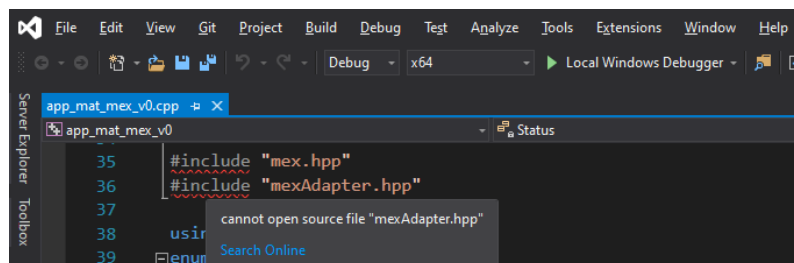 File Edit View Git Project Build Debug Test Analyze Tools Extensions Window Help
Debug x64 Local Windows Debugger
Server Explorer
Toolbox
app_mat_mex_v0.cpp
app_mat_mex_v0 Status
35 #include "mex.hpp"
36 #include "mexAdapter.hpp"
37
cannot open source file "mexAdapter.hpp"
38 usin
Search Online
39 enum